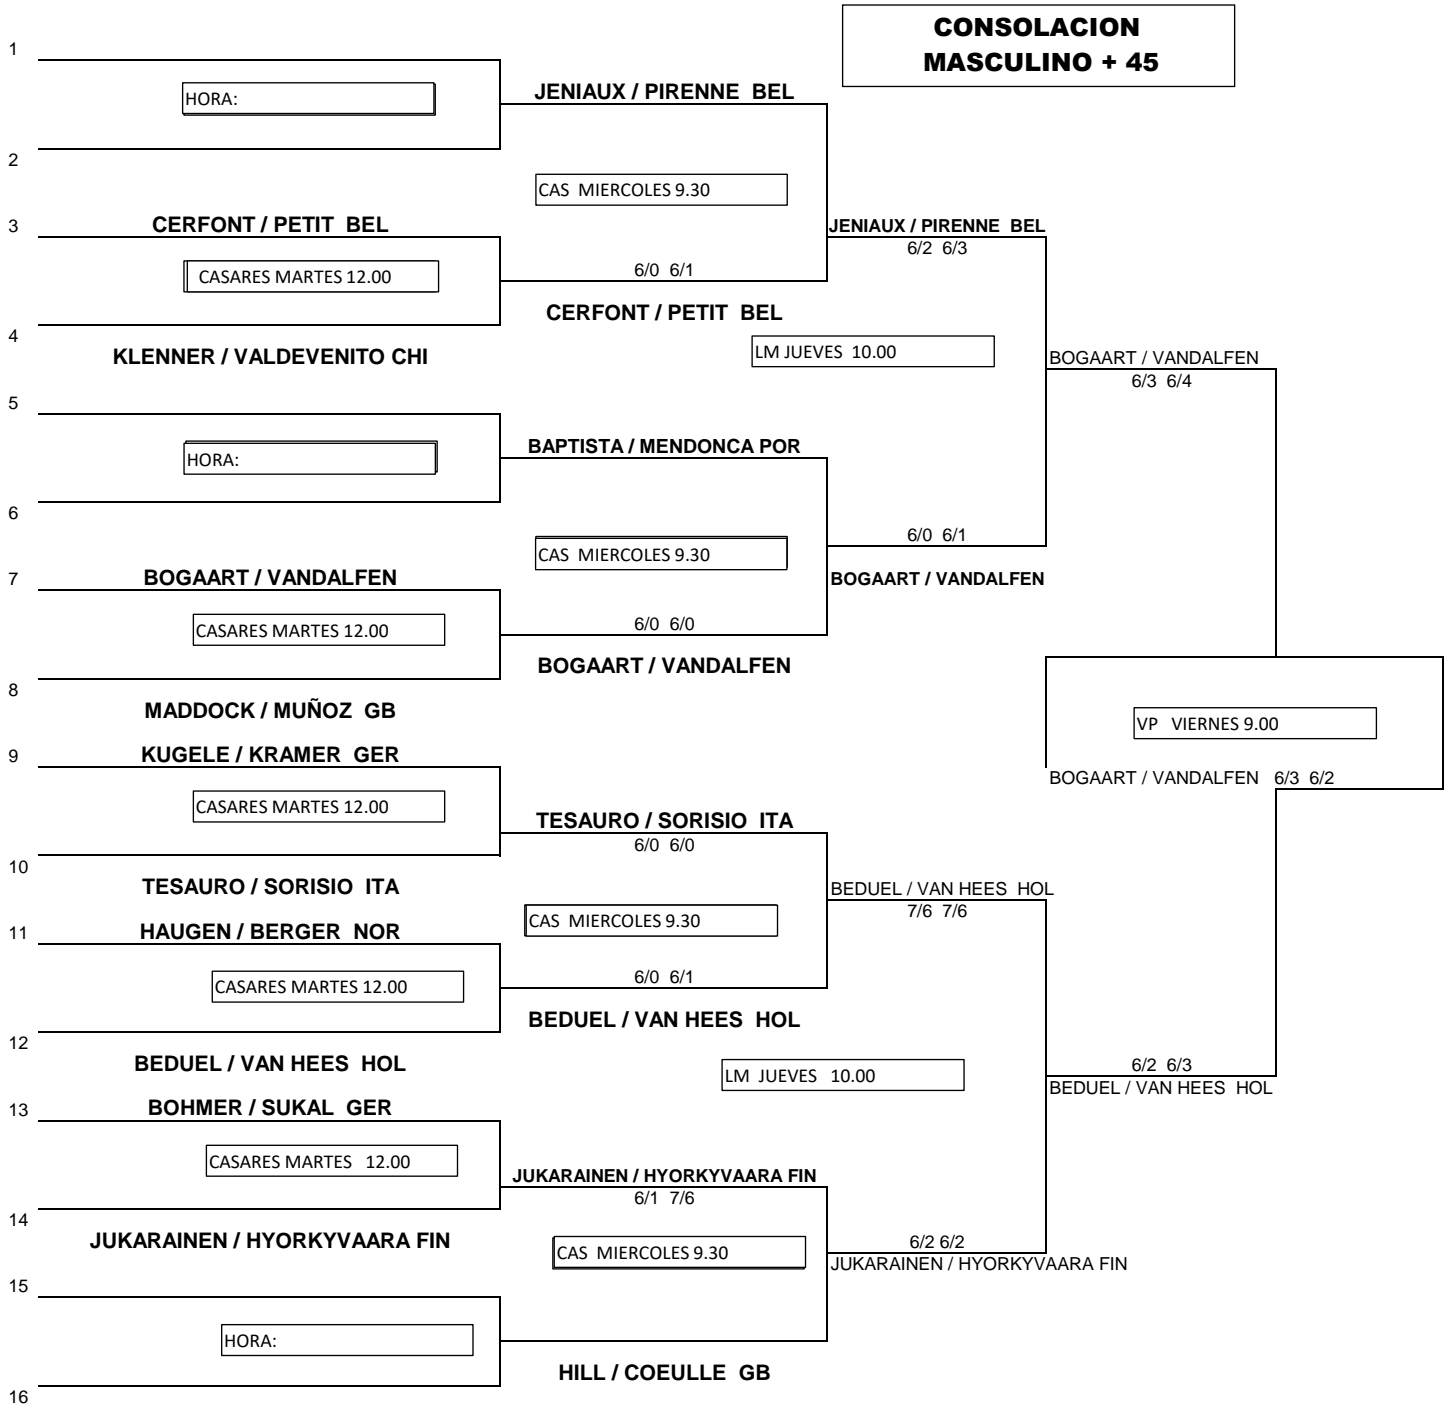 CONSOLACION
MASCULINO + 45
1
HORA:
JENIAUX / PIRENNE BEL
2
CAS MIERCOLES 9.30
3
CERFONT / PETIT BEL
JENIAUX / PIRENNE BEL
6/2 6/3
CASARES MARTES 12.00
6/0 6/1
CERFONT / PETIT BEL
4
KLENNER / VALDEVENITO CHI
LM JUEVES 10.00
BOGAART / VANDALFEN
6/3 6/4
5
HORA:
BAPTISTA / MENDONCA POR
6
6/0 6/1
CAS MIERCOLES 9.30
7
BOGAART / VANDALFEN
BOGAART / VANDALFEN
CASARES MARTES 12.00
6/0 6/0
BOGAART / VANDALFEN
8
MADDOCK / MUÑOZ GB
VP VIERNES 9.00
9
KUGELE / KRAMER GER
BOGAART / VANDALFEN 6/3 6/2
CASARES MARTES 12.00
TESAURO / SORISIO ITA
6/0 6/0
10
TESAURO / SORISIO ITA
BEDUEL / VAN HEES HOL
7/6 7/6
11
HAUGEN / BERGER NOR
CAS MIERCOLES 9.30
6/0 6/1
CASARES MARTES 12.00
BEDUEL / VAN HEES HOL
12
BEDUEL / VAN HEES HOL
LM JUEVES 10.00
6/2 6/3
BEDUEL / VAN HEES HOL
13
BOHMER / SUKAL GER
CASARES MARTES 12.00
JUKARAINEN / HYORKYVAARA FIN
6/1 7/6
14
JUKARAINEN / HYORKYVAARA FIN
CAS MIERCOLES 9.30
6/2 6/2
JUKARAINEN / HYORKYVAARA FIN
15
HORA:
HILL / COEULLE GB
16